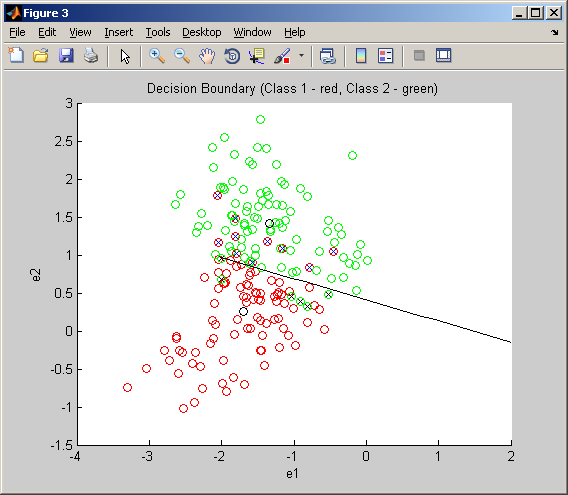 Figure 3
File Edit View Insert Tools Desktop Window Help
Decision Boundary (Class 1 - red, Class 2 - green)
3
2.5
2
1.5
1
0.5
0
-0.5
-1
-1.5
e2
-4 -3 -2 -1 0 1 2
e1